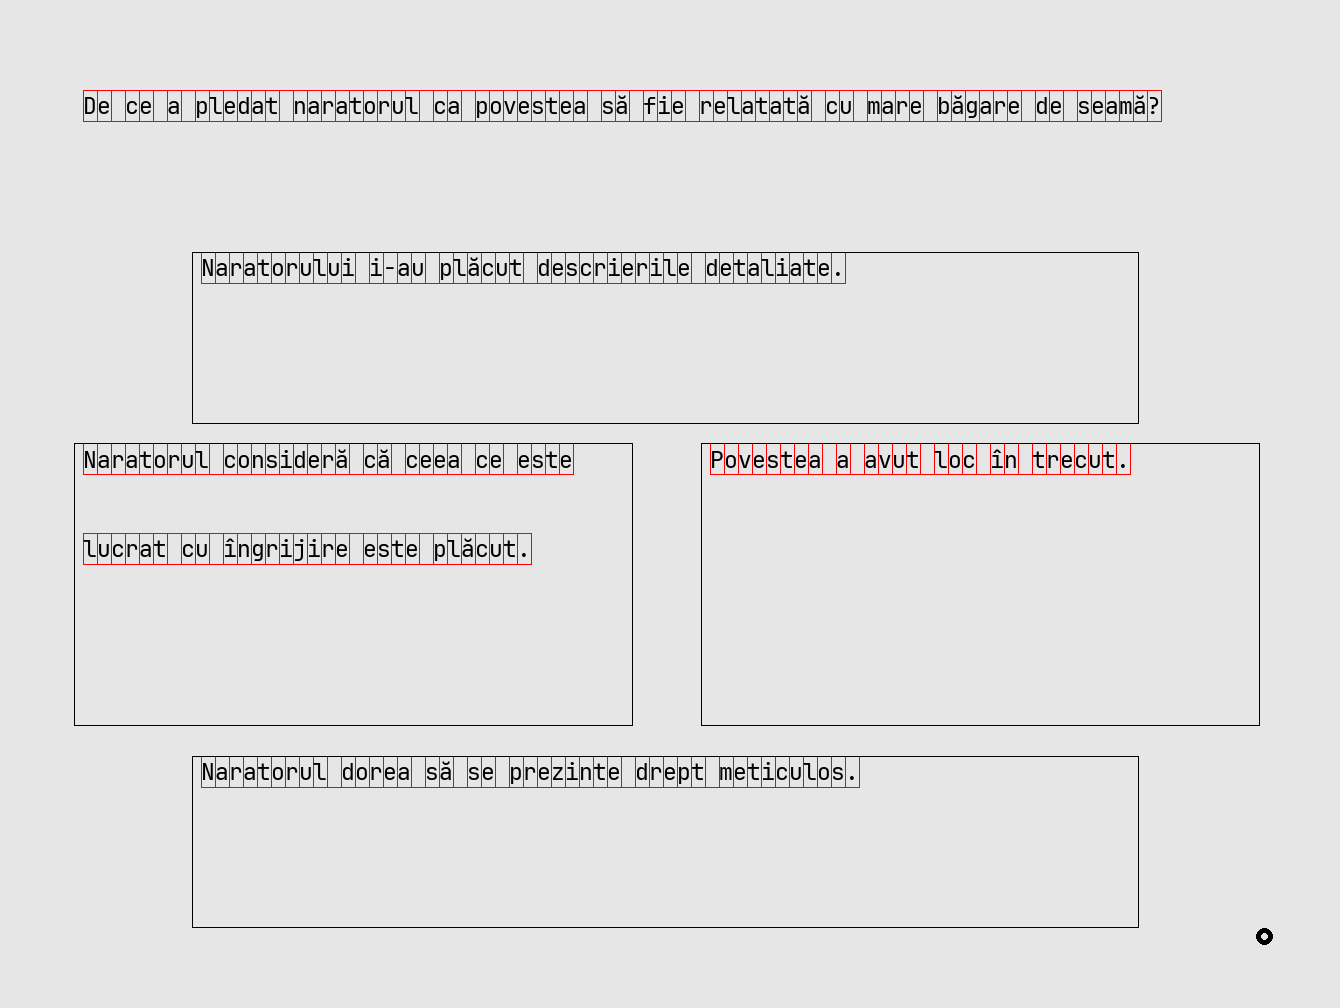 De ce a pledat naratorul ca povestea să fie relatată cu mare băgare de seamă?
Naratorului i-au plăcut descrierile detaliate.
Naratorul consideră că ceea ce este
lucrat cu îngrijire este plăcut.
Povestea a avut loc în trecut.
Naratorul dorea să se prezinte drept meticulos.